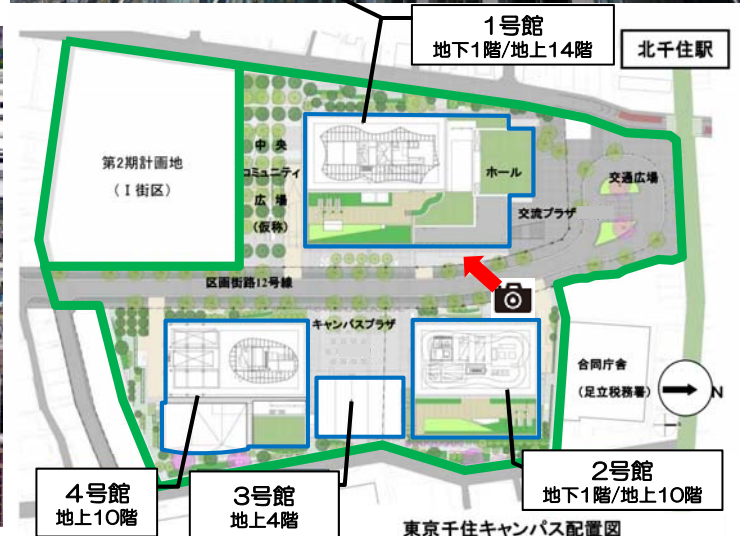 1号館
地下1階/地上14階
北千住駅
第2期計画地
(Ⅰ街区)
中央
コミュニティ
広場
(仮称)
ホール
交通広場
交流プラザ
区画街路12号線
キャンパスプラザ
合同庁舎
(足立税務署)
N
4号館
地上10階
3号館
地上4階
2号館
地下1階/地上10階
東京千住キャンパス配置図